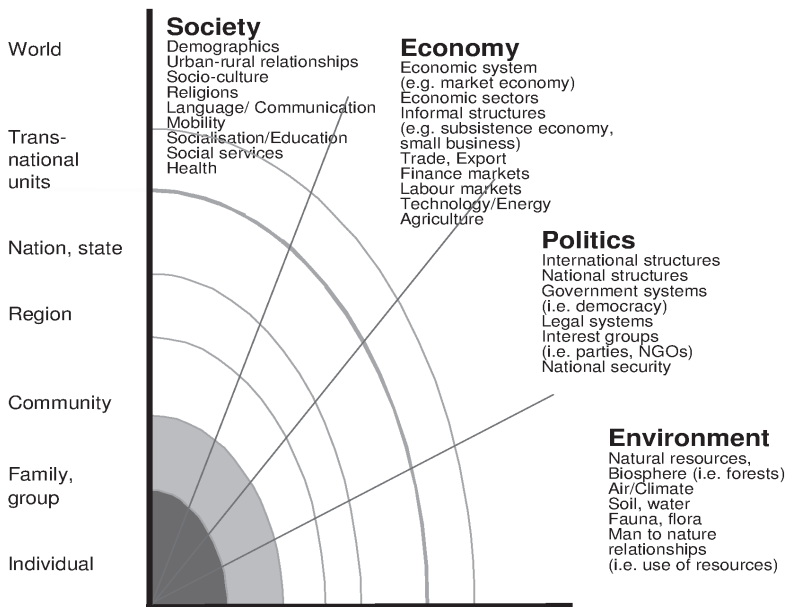 World
Trans-
national
units
Nation, state
Region
Community
Family,
group
Individual
Society
Demographics
Urban-rural relationships
Socio-culture
Religions
Language/ Communication
Mobility
Socialisation/Education
Social services
Health
Economy
Economic system
(e.g. market economy)
Economic sectors
Informal structures
(e.g. subsistence economy,
small business)
Trade, Export
Finance markets
Labour markets
Technology/Energy
Agriculture
Politics
International structures
National structures
Government systems
(i.e. democracy)
Legal systems
Interest groups
(i.e. parties, NGOs)
National security
Environment
Natural resources,
Biosphere (i.e. forests)
Air/Climate
Soil, water
Fauna, flora
Man to nature
relationships
(i.e. use of resources)